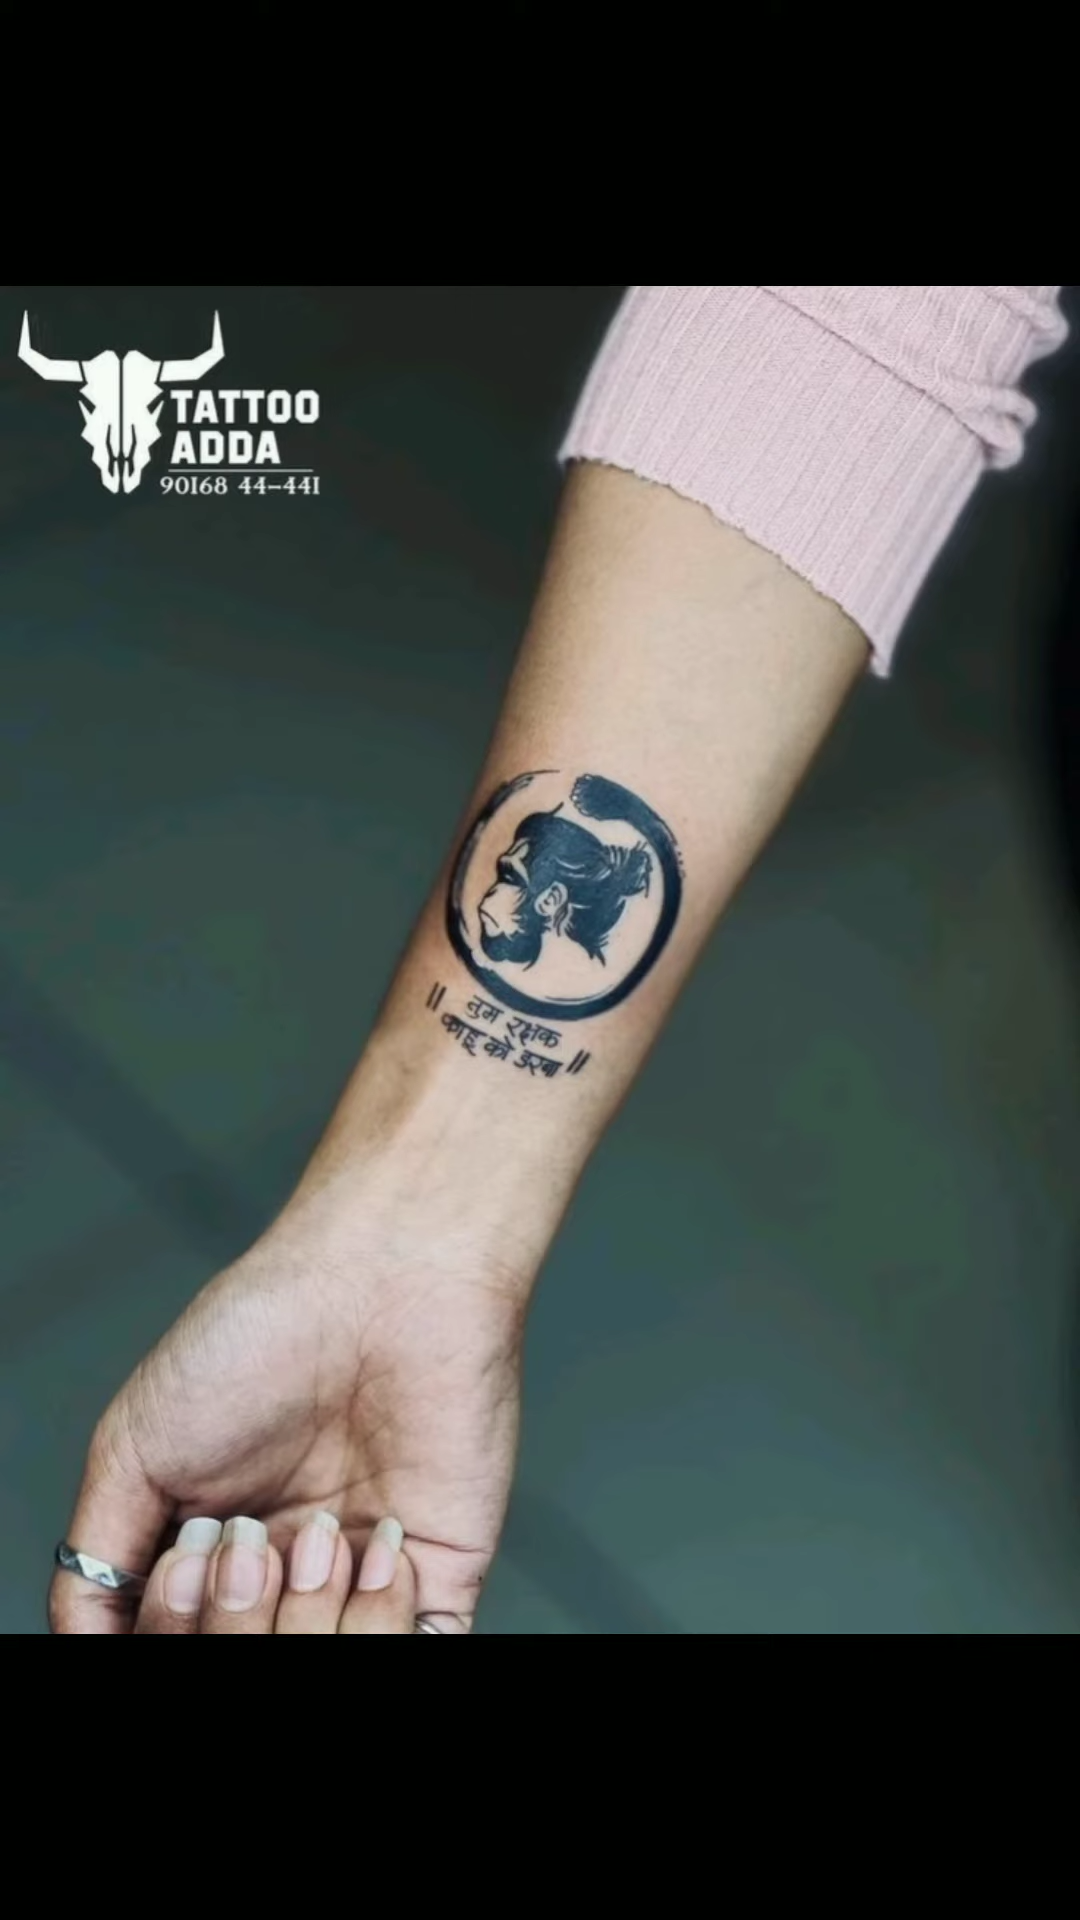 TATTOO
ADDA
90168 44-441
|| तुम रक्षक
काहू को डरना ||